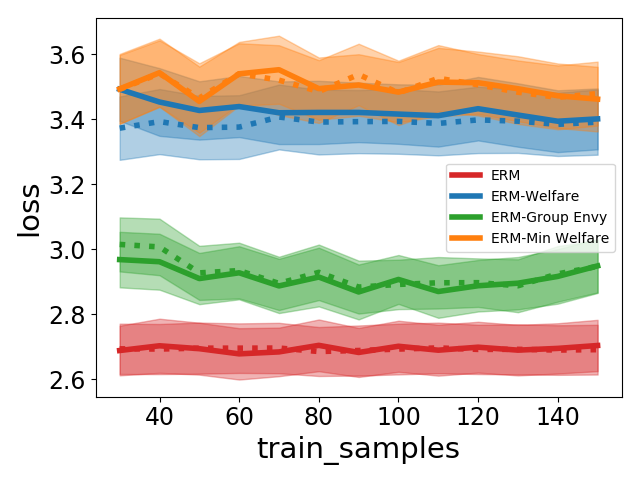 3.6
3.4
3.2
3.0
2.8
2.6
loss
ERM
ERM-Welfare
ERM-Group Envy
ERM-Min Welfare
40 60 80 100 120 140
train_samples